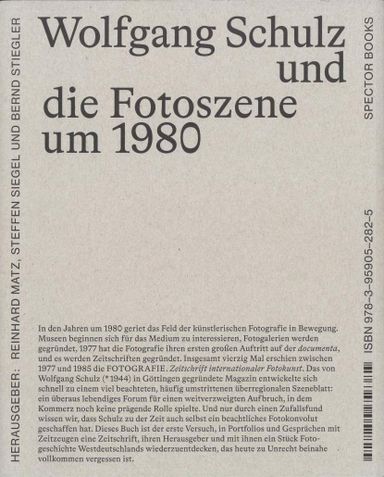 Wolfgang Schulz
und
die Fotoszene
um 1980
HERAUSGEBER: REINHARD MATZ, STEFFEN SIEGEL UND BERND STIEGLER
SPECTOR BOOKS
ISBN 978-3-95905-282-5
In den Jahren um 1980 geriet das Feld der künstlerischen Fotografie in Bewegung.
Museen beginnen sich für das Medium zu interessieren, Fotogalerien werden
gegründet, 1977 hat die Fotografie ihren ersten großen Auftritt auf der documenta,
und es werden Zeitschriften gegründet. Insgesamt vierzig Mal erschien zwischen
1977 und 1985 die FOTOGRAFIE. Zeitschrift internationaler Fotokunst. Das von
Wolfgang Schulz (*1944) in Göttingen gegründete Magazin entwickelte sich
schnell zu einem viel beachteten, häufig umstrittenen überregionalen Szeneblatt:
ein überaus lebendiges Forum für einen weitverzweigten Aufbruch, in dem
Kommerz noch keine prägende Rolle spielte. Und nur durch einen Zufallsfund
wissen wir, dass Schulz zu der Zeit auch selbst ein beachtliches Fotokonvolut
geschaffen hat. Dieses Buch ist der erste Versuch, in Portfolios und Gesprächen mit
Zeitzeugen eine Zeitschrift, ihren Herausgeber und mit ihnen ein Stück Foto-
geschichte Westdeutschlands wiederzuentdecken, das heute zu Unrecht beinahe
vollkommen vergessen ist.